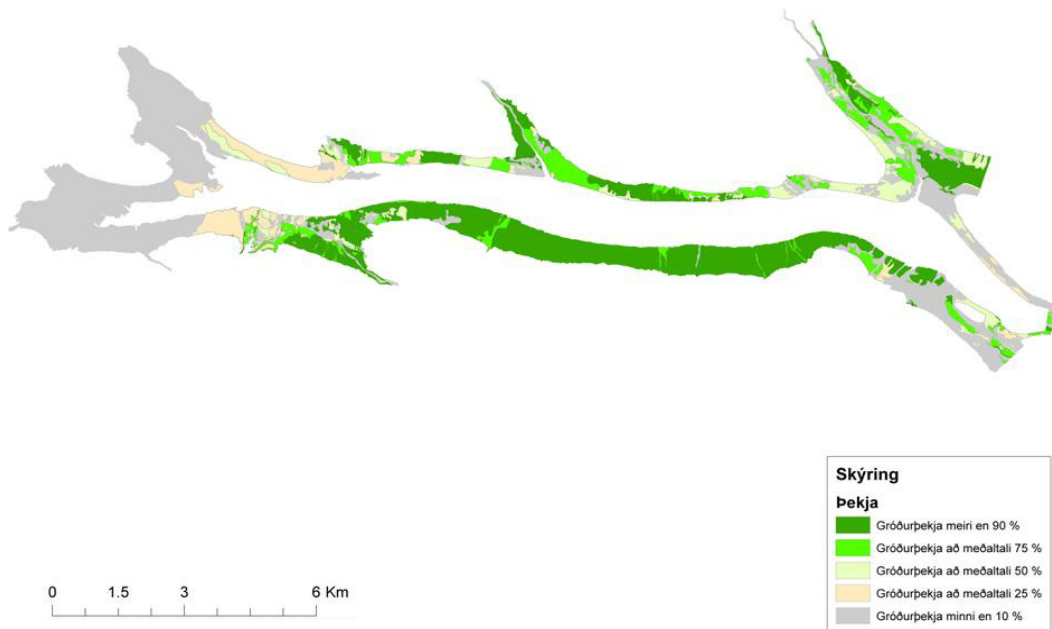 Skýring
Þekja
Gróðurþekja meiri en 90 %
Gróðurþekja að meðaltali 75 %
Gróðurþekja að meðaltali 50 %
Gróðurþekja að meðaltali 25 %
Gróðurþekja minni en 10 %
0 1.5 3 6 Km